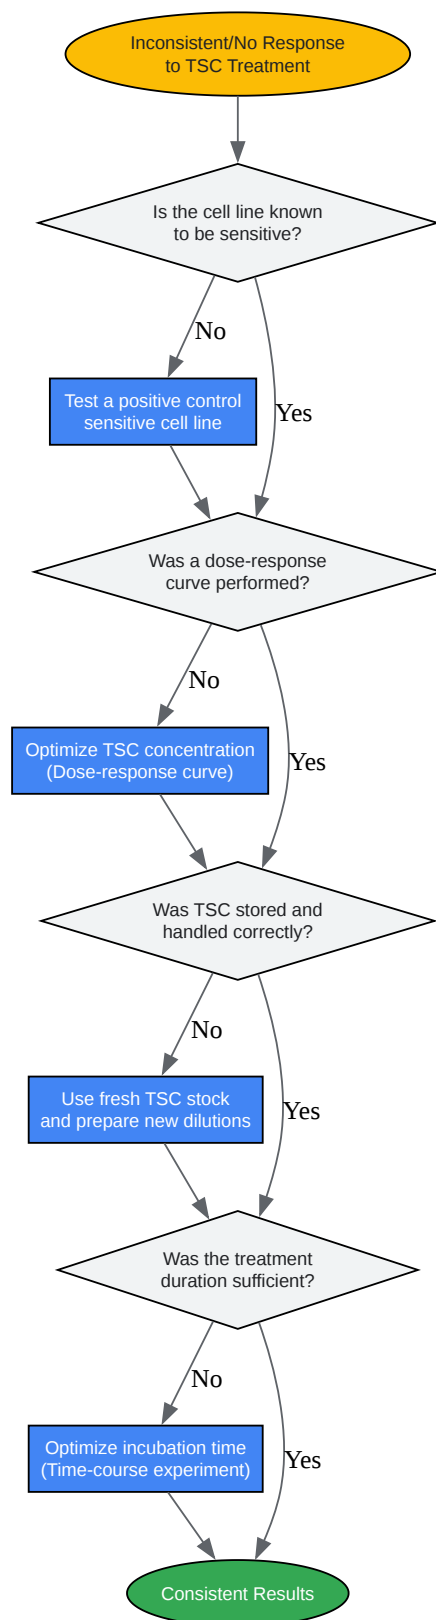 Inconsistent/No Response
to TSC Treatment
Is the cell line known
to be sensitive?
No
Test a positive control
sensitive cell line
Yes
Was a dose-response
curve performed?
No
Optimize TSC concentration
(Dose-response curve)
Yes
Was TSC stored and
handled correctly?
No
Use fresh TSC stock
and prepare new dilutions
Yes
Was the treatment
duration sufficient?
No
Optimize incubation time
(Time-course experiment)
Yes
Consistent Results